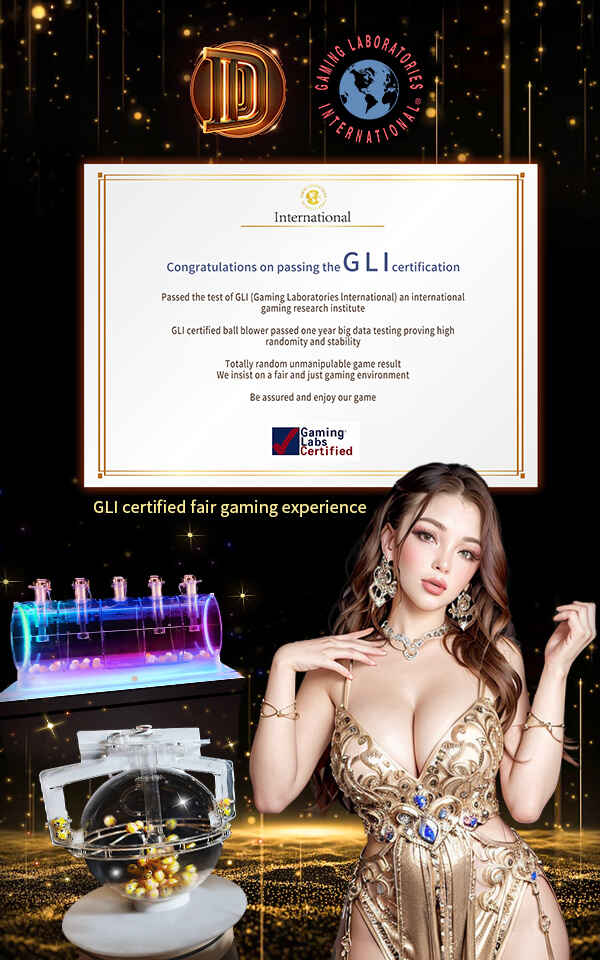 D
GAMING LABORATORIES
INTERNATIONAL®
International
Congratulations on passing the GLI certification
Passed the test of GLI (Gaming Laboratories International) an international
gaming research institute
GLI certified ball blower passed one year big data testing proving high
randomity and stability
Totally random unmanipulable game result
We insist on a fair and just gaming environment
Be assured and enjoy our game
Gaming
Labs
Certified
GLI certified fair gaming experience